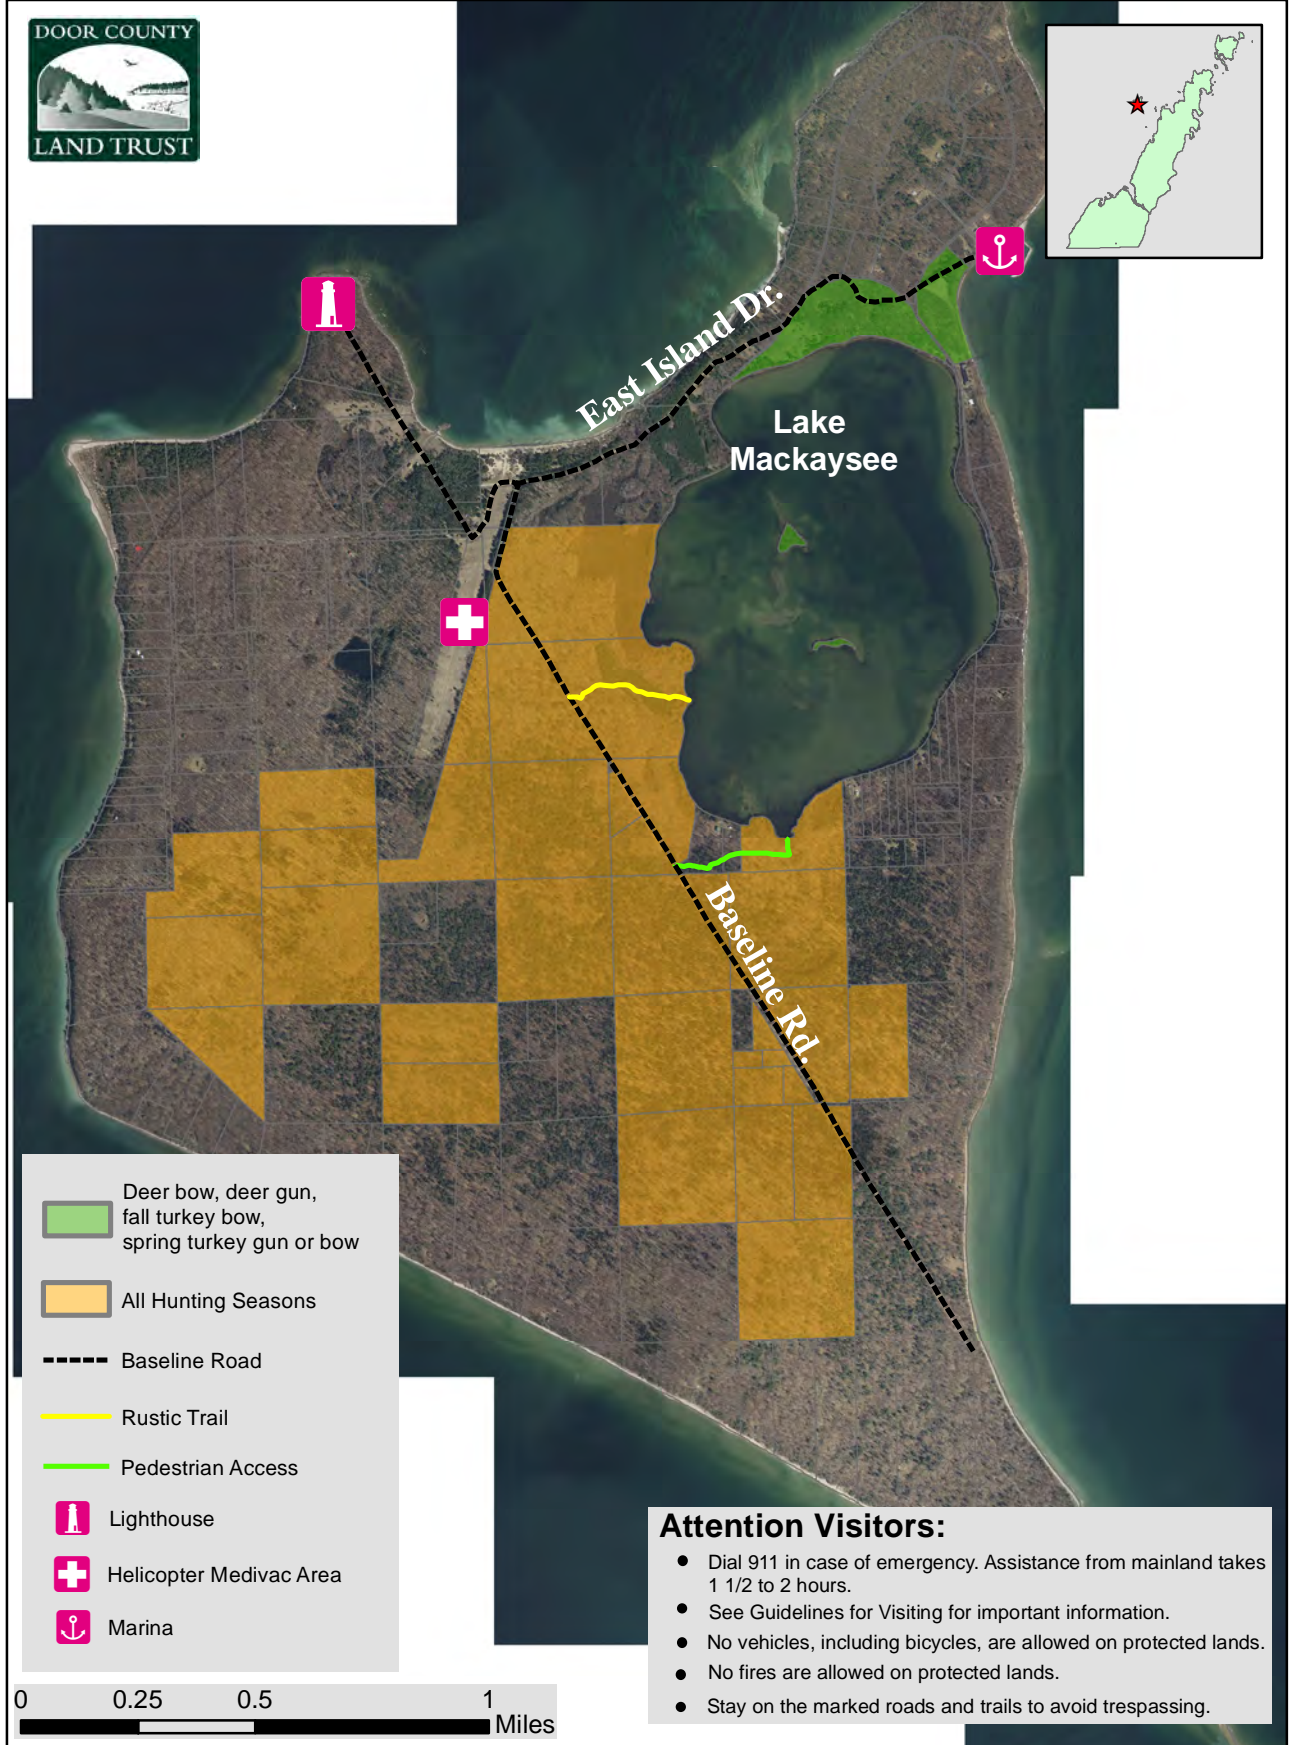 DOOR COUNTY
LAND TRUST
East Island Dr.
Lake
Mackaysee
Baseline Rd.
Deer bow, deer gun,
fall turkey bow,
spring turkey gun or bow
All Hunting Seasons
Baseline Road
Rustic Trail
Pedestrian Access
Lighthouse
Helicopter Medivac Area
Marina
0 0.25 0.5 1
Miles
Attention Visitors:
● Dial 911 in case of emergency. Assistance from mainland takes
1 1/2 to 2 hours.
● See Guidelines for Visiting for important information.
● No vehicles, including bicycles, are allowed on protected lands.
● No fires are allowed on protected lands.
● Stay on the marked roads and trails to avoid trespassing.